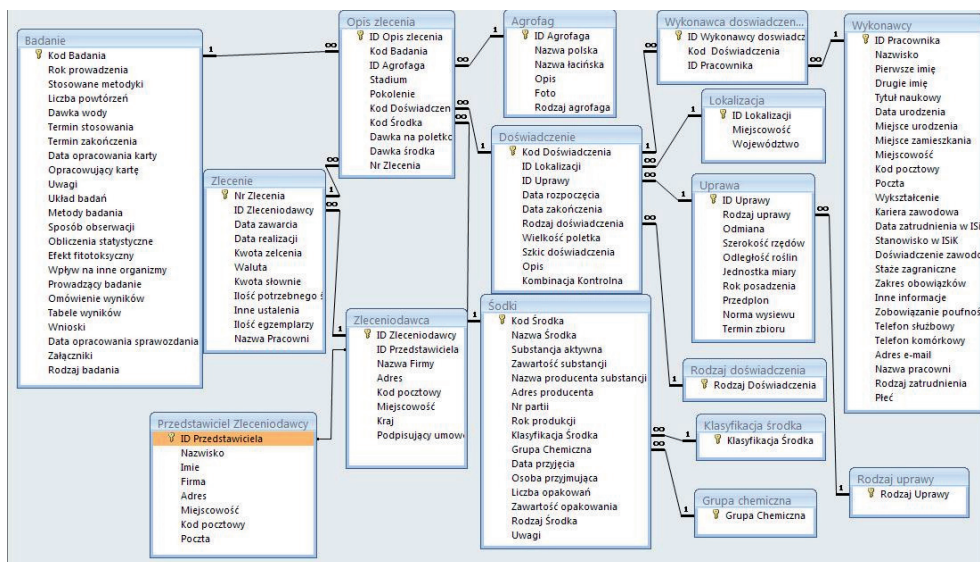 Badanie
Kod Badania
Rok prowadzenia
Stosowane metodyki
Liczba powtórzeń
Dawka wody
Termin stosowania
Termin zakończenia
Data opracowania karty
Opracowujący kartę
Uwagi
Układ badań
Metody badania
Sposób obserwacji
Obliczenia statystyczne
Efekt fitotoksyczny
Wpływ na inne organizmy
Prowadzący badanie
Omówienie wyników
Tabele wyników
Wnioski
Data opracowania sprawozdania
Załączniki
Rodzaj badania
Opis zlecenia
ID Opis zlecenia
Kod Badania
ID Agrofaga
Stadium
Pokolenie
Kod Doświadczen
Kod Środka
Dawka na poletko
Dawka środka
Nr Zlecenia
Agrofag
ID Agrofaga
Nazwa polska
Nazwa łacińska
Opis
Foto
Rodzaj agrofaga
Wykonawca doswiadczen...
ID Wykonawcy doswiadcz
Kod Doświadczenia
ID Pracownika
Wykonawcy
ID Pracownika
Nazwisko
Pierwsze imię
Drugie imię
Tytuł naukowy
Data urodzenia
Miejsce urodzenia
Miejsce zamieszkania
Miejscowość
Kod pocztowy
Poczta
Wykształcenie
Kariera zawodowa
Data zatrudnienia w ISi
Stanowisko w ISiK
Doświadczenie zawodo
Staże zagraniczne
Zakres obowiązków
Inne informacje
Zobowiązanie poufnoś
Telefon służbowy
Telefon komórkowy
Adres e-mail
Nazwa pracowni
Rodzaj zatrudnienia
Płeć
Lokalizacja
ID Lokalizacji
Miejscowość
Województwo
Doświadczenie
Kod Doświadczenia
ID Lokalizacji
ID Uprawy
Data rozpoczęcia
Data zakończenia
Rodzaj doświadczenia
Wielkość poletka
Szkic doświadczenia
Opis
Kombinacja Kontrolna
Uprawa
ID Uprawy
Rodzaj uprawy
Odmiana
Szerokość rzędów
Odległość roślin
Jednostka miary
Rok posadzenia
Przedplon
Norma wysiewu
Termin zbioru
Zlecenie
Nr Zlecenia
ID Zleceniodawcy
Data zawarcia
Data realizacji
Kwota zelcenia
Waluta
Kwota słownie
Ilość potrzebnego ś
Inne ustalenia
Ilość egzemplarzy
Nazwa Pracowni
Zleceniodawca
ID Zleceniodawcy
ID Przedstawiciela
Nazwa Firmy
Adres
Kod pocztowy
Miejscowość
Kraj
Podpisujący umow
Śodki
Kod Środka
Nazwa Środka
Substancja aktywna
Zawartość substancji
Nazwa producenta substancji
Adres producenta
Nr partii
Rok produkcji
Klasyfikacja Środka
Grupa Chemiczna
Data przyjęcia
Osoba przyjmująca
Liczba opakowań
Zawartość opakowania
Rodzaj Środka
Uwagi
Rodzaj doświadczenia
Rodzaj Doświadczenia
Klasyfikacja środka
Klasyfikacja Środka
Grupa chemiczna
Grupa Chemiczna
Rodzaj uprawy
Rodzaj Uprawy
Przedstawiciel Zleceniodawcy
ID Przedstawiciela
Nazwisko
Imie
Firma
Adres
Miejscowość
Kod pocztowy
Poczta